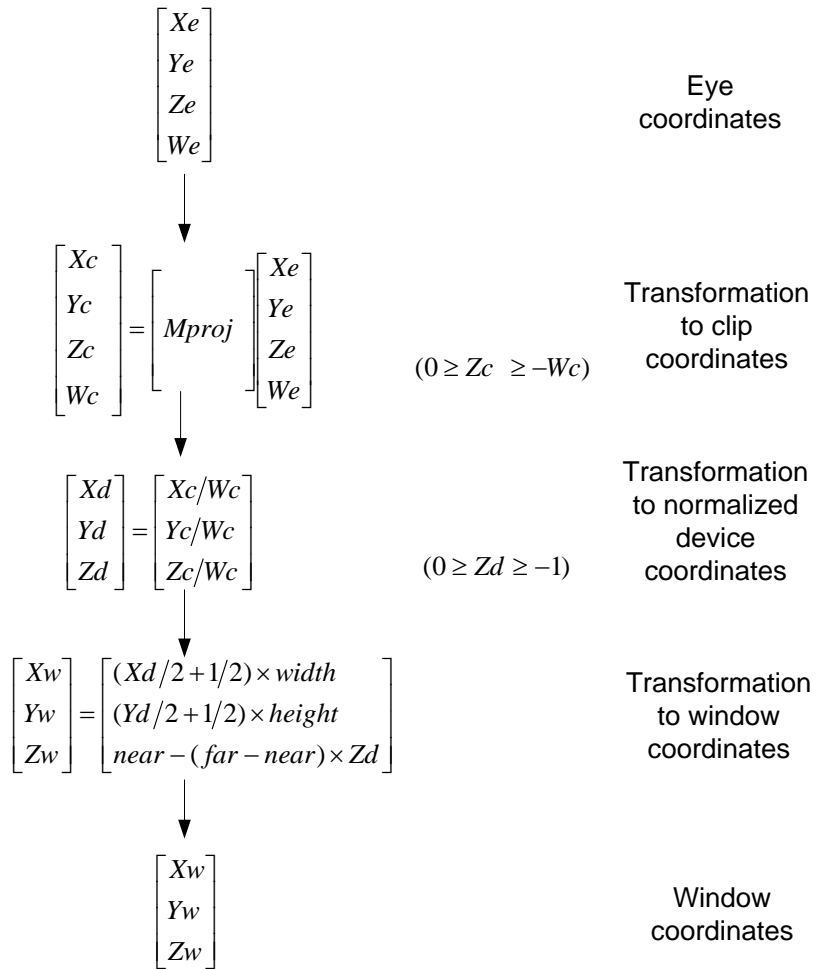 [Xe
Ye
Ze
We]
Eye
coordinates
[Xc
Yc
Zc
Wc] = [Mproj] [Xe
Ye
Ze
We]
(0 ≥ Zc ≥ −Wc)
Transformation
to clip
coordinates
[Xd
Yd
Zd] = [Xc/Wc
Yc/Wc
Zc/Wc]
(0 ≥ Zd ≥ −1)
Transformation
to normalized
device
coordinates
[Xw
Yw
Zw] = [(Xd/2+1/2)× width
(Yd/2+1/2)× height
near − (far − near)× Zd]
Transformation
to window
coordinates
[Xw
Yw
Zw]
Window
coordinates